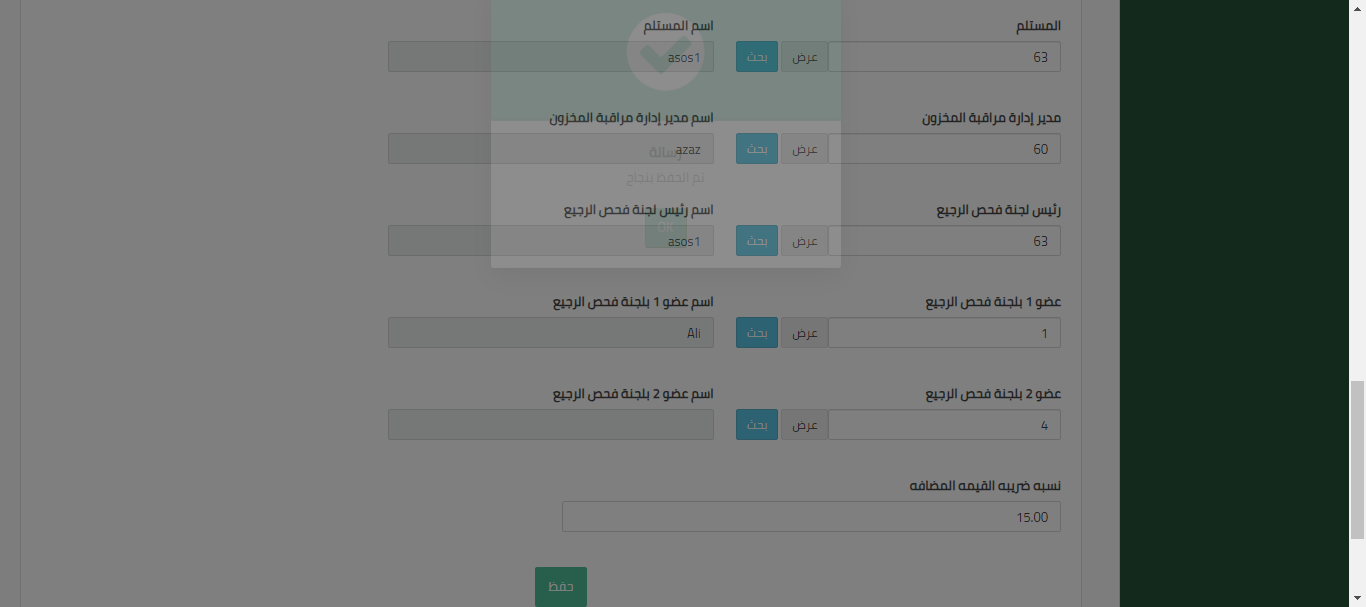 المستلم
اسم المستلم
63
عرض
بحث
asos1
مدير إدارة مراقبة المخزون
اسم مدير إدارة مراقبة المخزون
60
عرض
بحث
azaz
رسالة
تم الحفظ بنجاح
رئيس لجنة فحص الرجيع
اسم رئيس لجنة فحص الرجيع
63
عرض
بحث
asos1
OK
عضو 1 بلجنة فحص الرجيع
اسم عضو 1 بلجنة فحص الرجيع
1
عرض
بحث
Ali
عضو 2 بلجنة فحص الرجيع
اسم عضو 2 بلجنة فحص الرجيع
4
عرض
بحث
نسبه ضريبه القيمه المضافه
15.00
حفظ